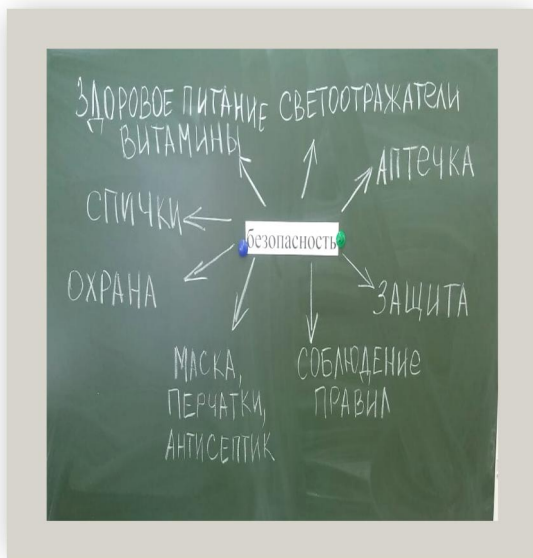 ЗДОРОВОЕ ПИТАНИЕ
ВИТАМИНЫ
СВЕТООТРАЖАТЕЛИ
АПТЕЧКА
СПИЧКИ
безопасность
ОХРАНА
ЗАЩИТА
МАСКА,
ПЕРЧАТКИ,
АНТИСЕПТИК
СОБЛЮДЕНИЕ
ПРАВИЛ